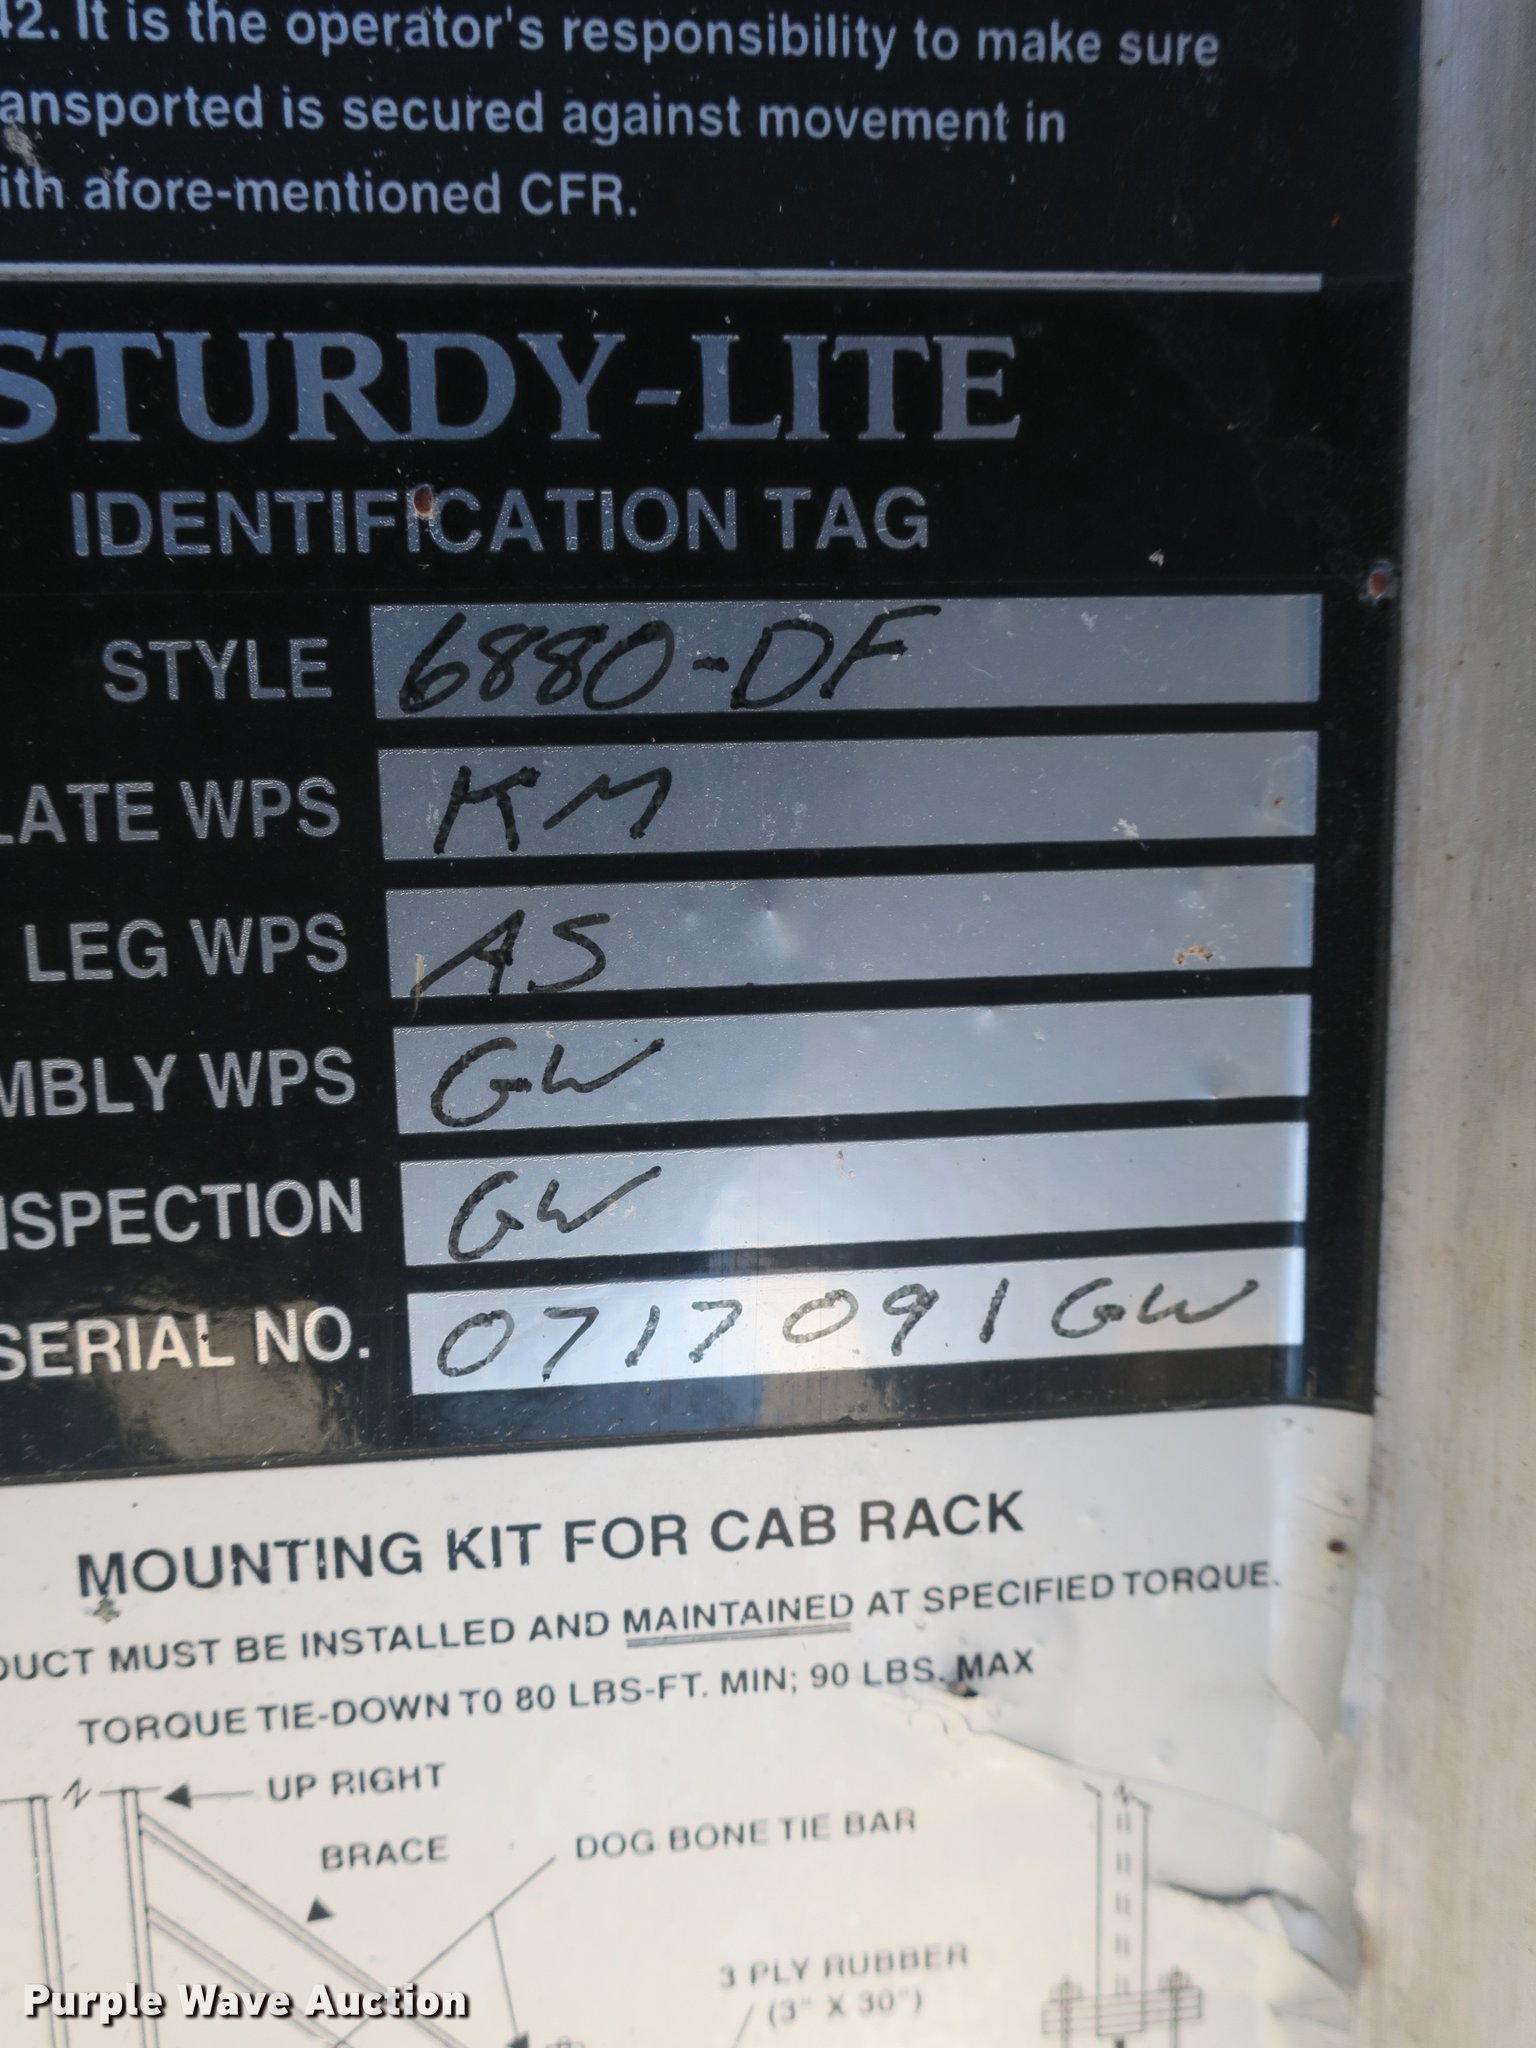 42. It is the operator's responsibility to make sure
ansported is secured against movement in
ith afore-mentioned CFR.
STURDY-LITE
IDENTIFICATION TAG
STYLE 6880-DF
LATE WPS KM
LEG WPS AS
MBLY WPS GW
NSPECTION GW
SERIAL NO. 0717091GW
MOUNTING KIT FOR CAB RACK
DUCT MUST BE INSTALLED AND MAINTAINED AT SPECIFIED TORQUE.
TORQUE TIE-DOWN TO 80 LBS-FT. MIN; 90 LBS. MAX
UP RIGHT
BRACE
DOG BONE TIE BAR
3 PLY RUBBER
(3" X 30")
Purple Wave Auction